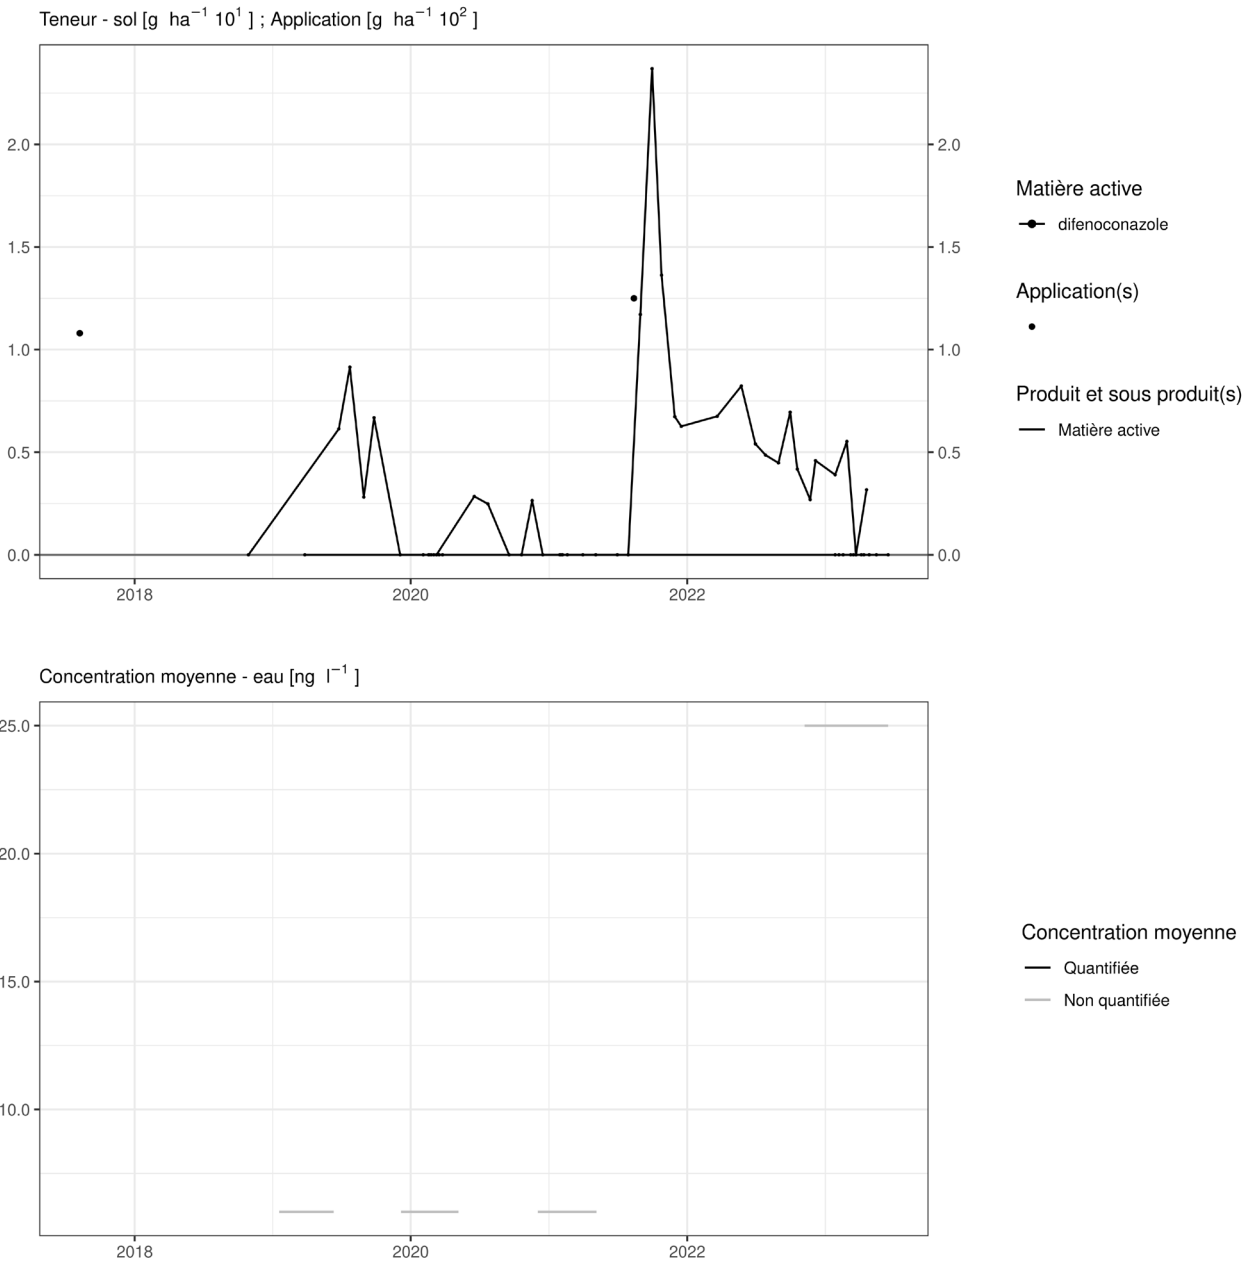 Teneur - sol [g ha⁻¹ 10¹ ] ; Application [g ha⁻¹ 10² ]
2.0
1.5
1.0
0.5
0.0
2.0
1.5
1.0
0.5
0.0
2018 2020 2022
Matière active
difenoconazole
Application(s)
Produit et sous produit(s)
Matière active
Concentration moyenne - eau [ng l⁻¹ ]
25.0
20.0
15.0
10.0
2018 2020 2022
Concentration moyenne
Quantifiée
Non quantifiée